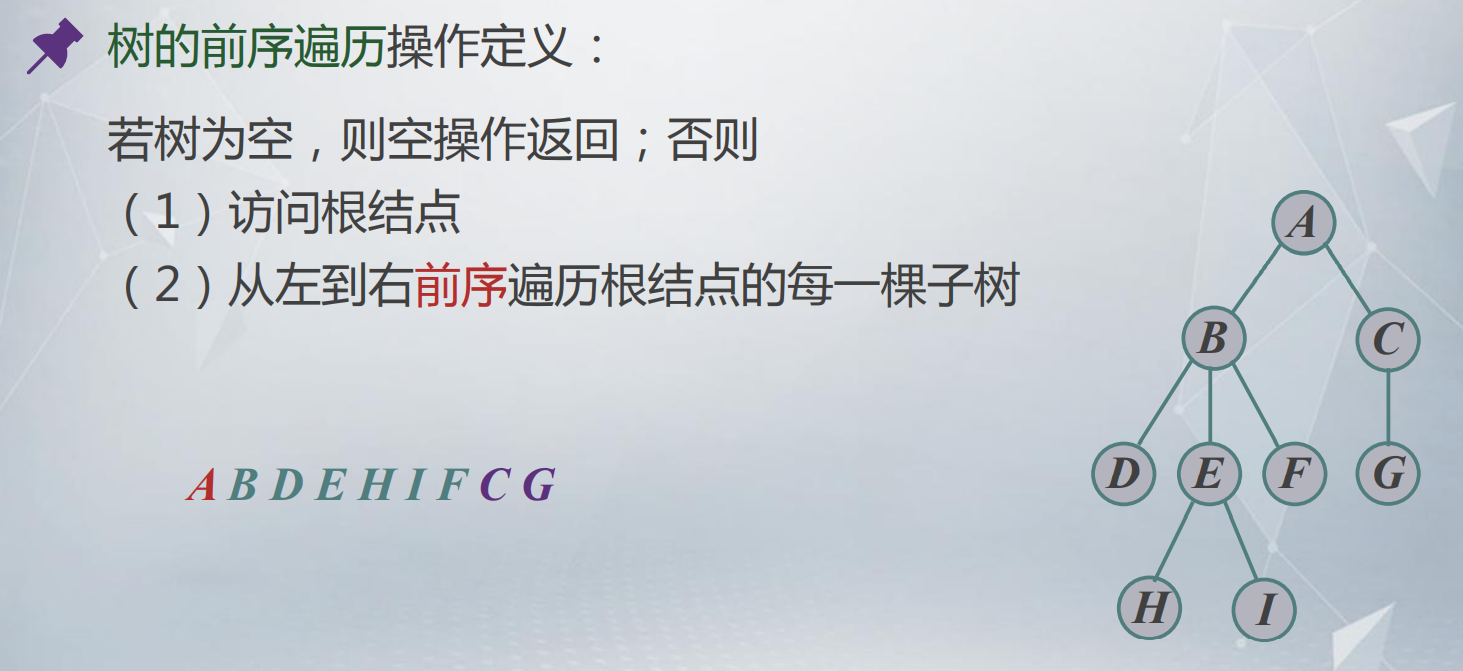 树的前序遍历操作定义：
若树为空，则空操作返回；否则
（1）访问根结点
（2）从左到右前序遍历根结点的每一棵子树
A
B C
A B D E H I F C G
D E F G
H I